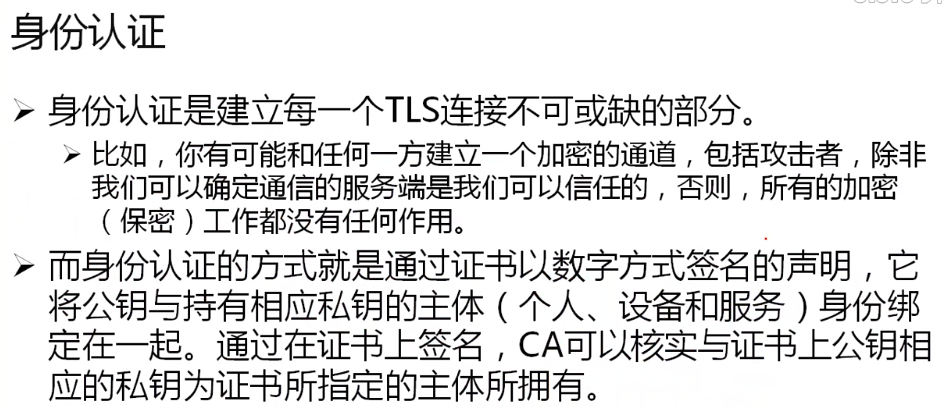 身份认证
➢ 身份认证是建立每一个TLS连接不可或缺的部分。
➢ 比如，你有可能和任何一方建立一个加密的通道，包括攻击者，除非
我们可以确定通信的服务端是我们可以信任的，否则，所有的加密
（保密）工作都没有任何作用。
➢ 而身份认证的方式就是通过证书以数字方式签名的声明，它
将公钥与持有相应私钥的主体（个人、设备和服务）身份绑
定在一起。通过在证书上签名，CA可以核实与证书上公钥相
应的私钥为证书所指定的主体所拥有。